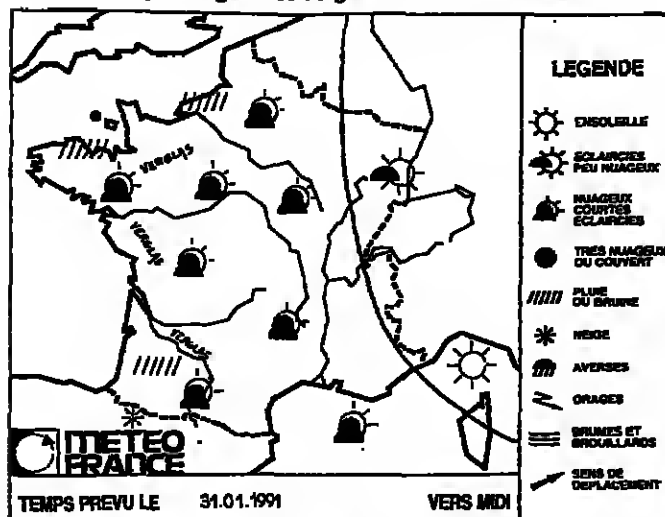 VERGLAS
VERGLAS
VERGLAS
METEO
FRANCE
TEMPS PREVU LE 31.01.1991 VERS MIDI
LEGENDE
ENSOLEILLE
ECLAIRCIES
PEU NUAGEUX
NUAGEUX
COURTES
ECLAIRCIES
TRES NUAGEUX
OU COUVERT
PLUIE
OU BRUINE
NEIGE
AVERSES
ORAGES
BRUMES ET
BROUILLARDS
SENS DE
DEPLACEMENT